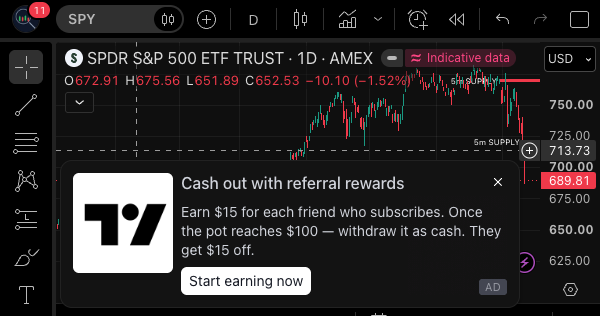 11
SPY
D
S
SPDR S&P 500 ETF TRUST · 1D · AMEX
Indicative data
USD
O672.91 H675.56 L651.89 C652.53 −10.10 (−1.52%)
5m SUPPLY
750.00
725.00
5m SUPPLY
713.73
700.00
689.81
675.00
650.00
625.00
Cash out with referral rewards
Earn $15 for each friend who subscribes. Once
the pot reaches $100 — withdraw it as cash. They
get $15 off.
Start earning now
AD
T